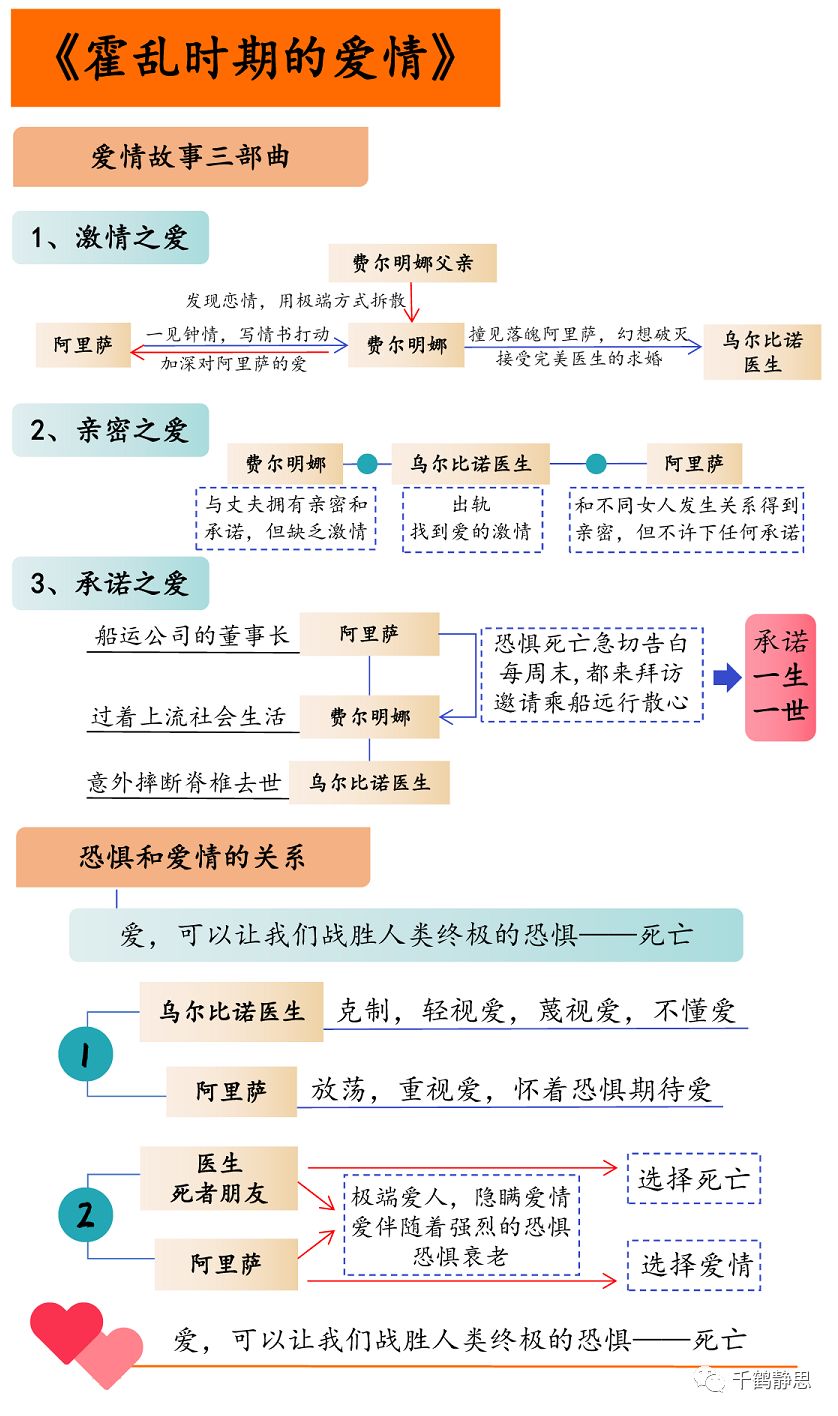 《霍乱时期的爱情》
爱情故事三部曲
1、激情之爱
费尔明娜父亲
发现恋情，用极端方式拆散
阿里萨
一见钟情，写情书打动
加深对阿里萨的爱
费尔明娜
撞见落魄阿里萨，幻想破灭
接受完美医生的求婚
乌尔比诺
医生
2、亲密之爱
费尔明娜
乌尔比诺医生
阿里萨
与丈夫拥有亲密和
承诺，但缺乏激情
出轨
找到爱的激情
和不同女人发生关系得到
亲密，但不许下任何承诺
3、承诺之爱
船运公司的董事长
阿里萨
过着上流社会生活
费尔明娜
意外摔断脊椎去世
乌尔比诺医生
恐惧死亡急切告白
每周末,都来拜访
邀请乘船远行散心
承诺
一生
一世
恐惧和爱情的关系
爱，可以让我们战胜人类终极的恐惧——死亡
1
乌尔比诺医生
克制，轻视爱，蔑视爱，不懂爱
阿里萨
放荡，重视爱，怀着恐惧期待爱
2
医生
死者朋友
阿里萨
极端爱人，隐瞒爱情
爱伴随着强烈的恐惧
恐惧衰老
选择死亡
选择爱情
爱，可以让我们战胜人类终极的恐惧——死亡
千鹤静思